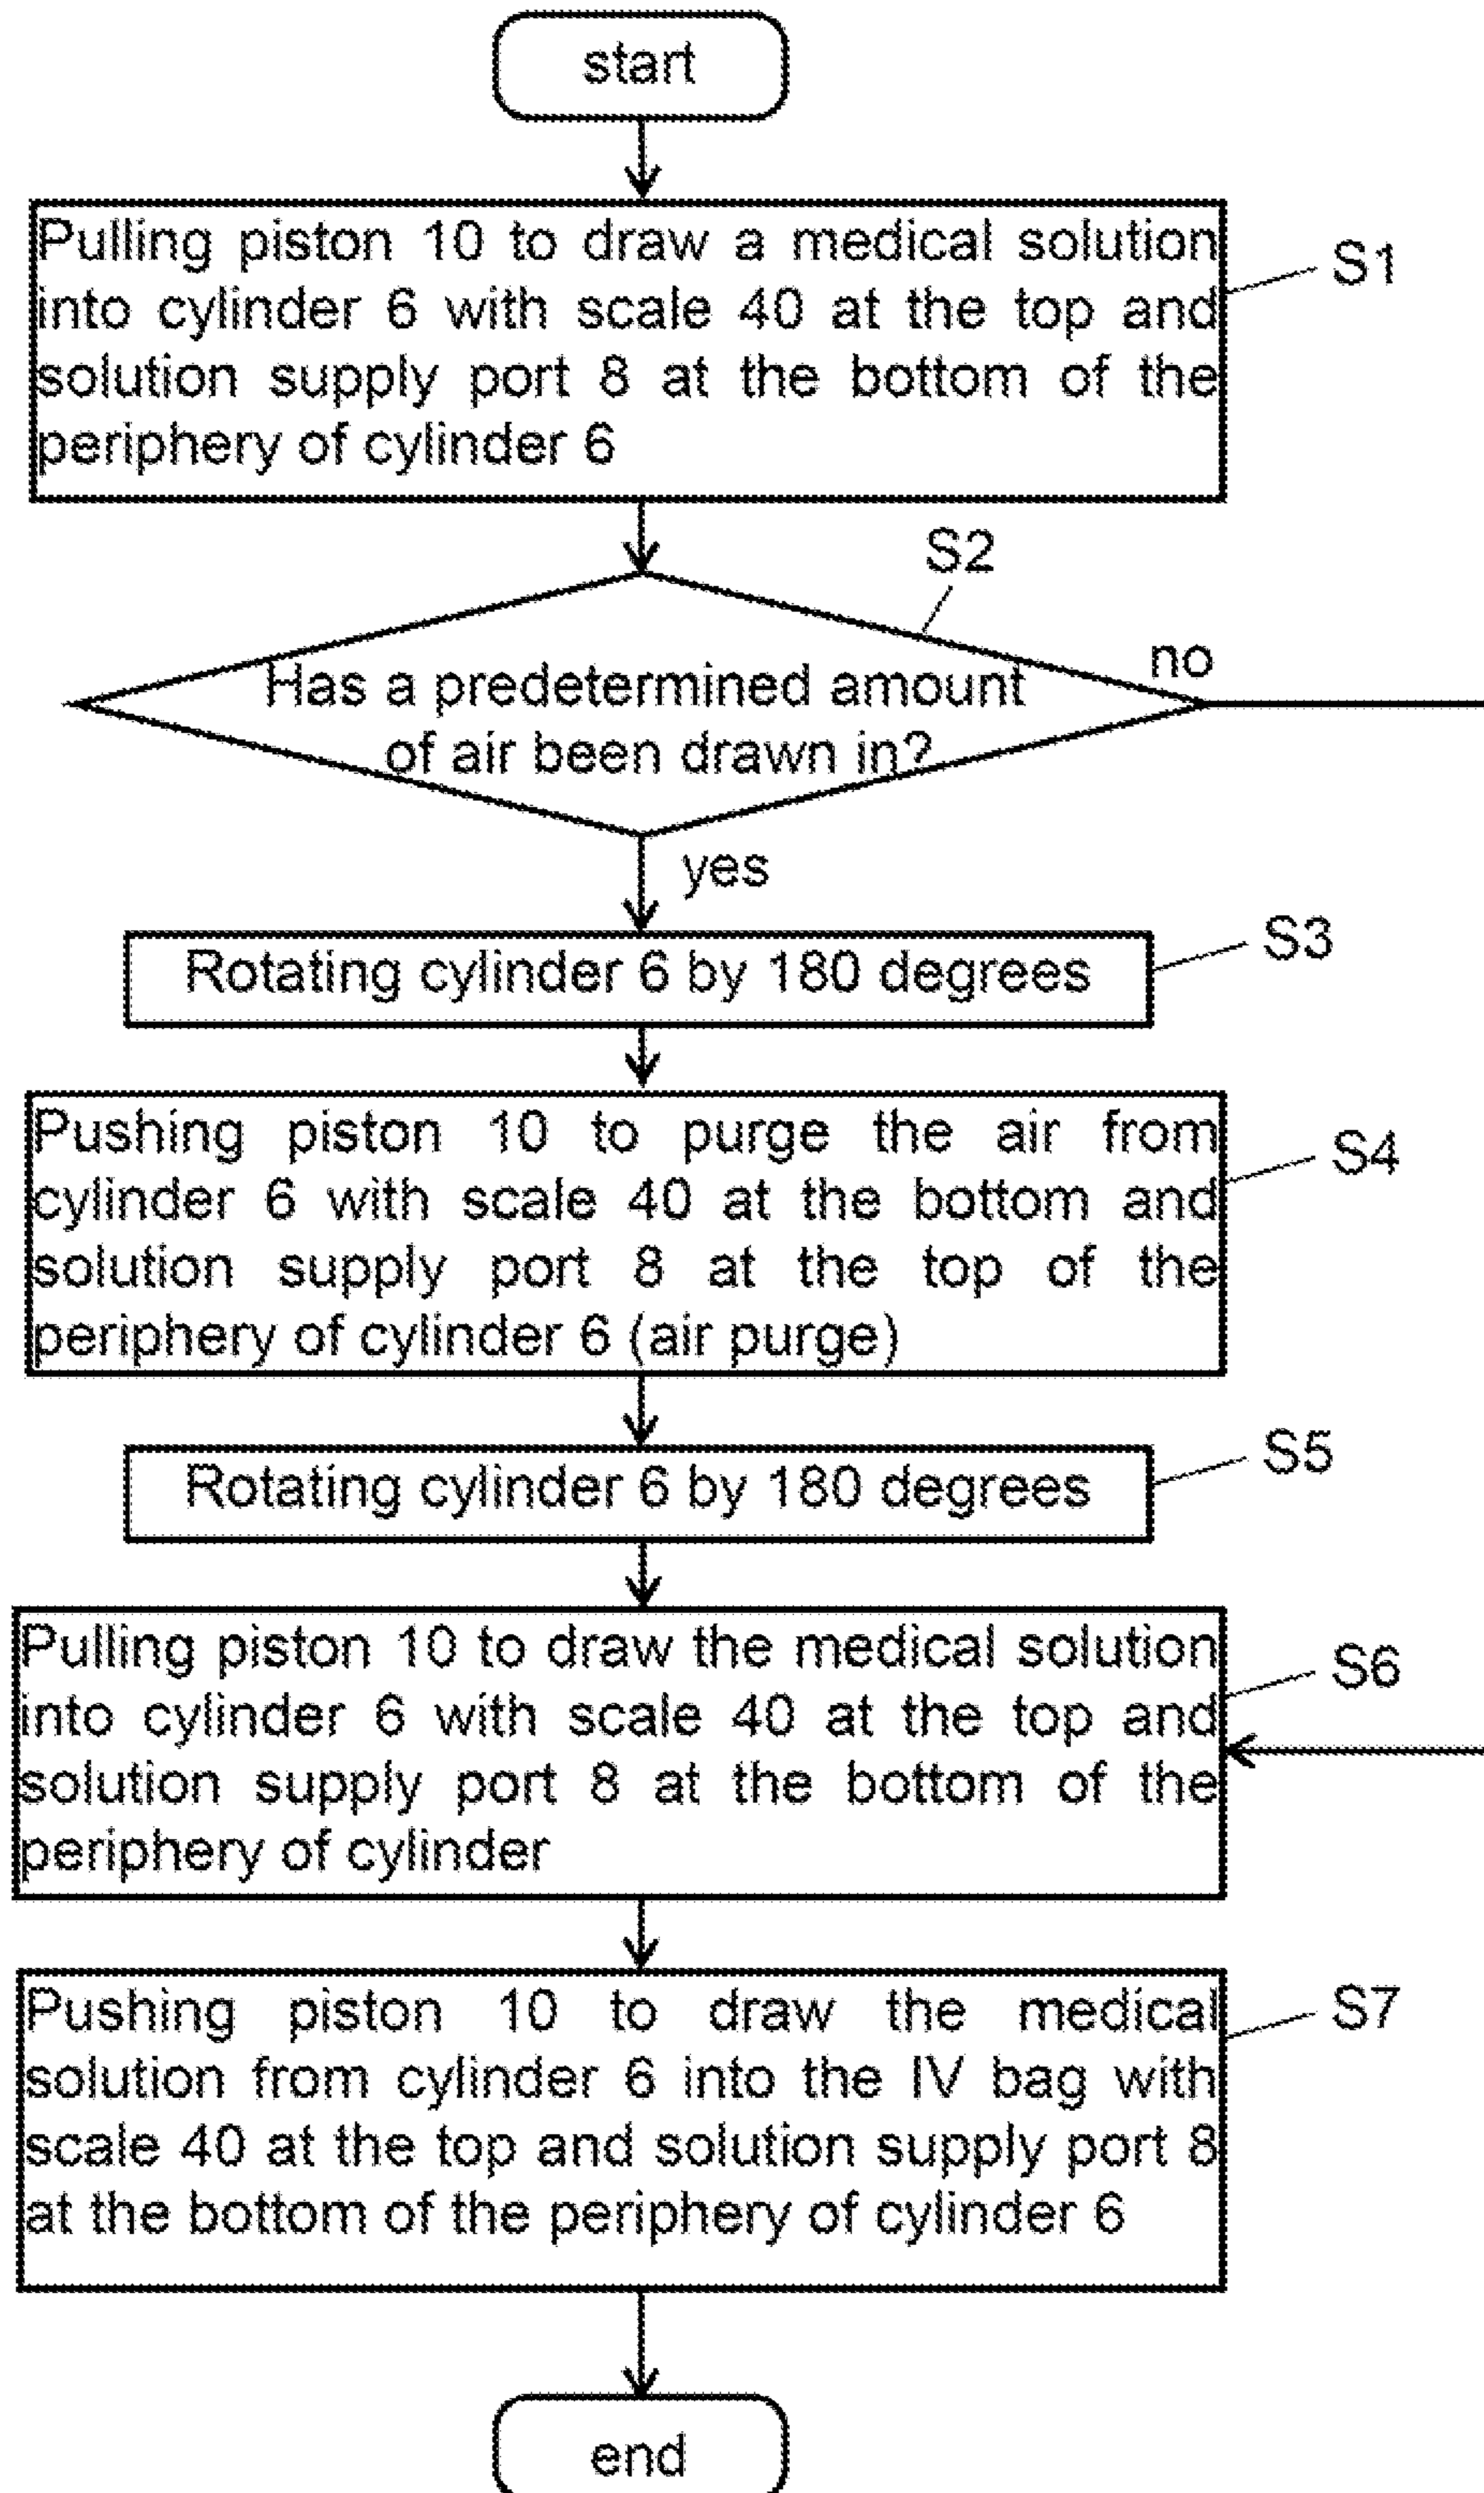 start
Pulling piston 10 to draw a medical solution
into cylinder 6 with scale 40 at the top and
solution supply port 8 at the bottom of the
periphery of cylinder 6
S1
S2
Has a predetermined amount
of air been drawn in?
no
yes
Rotating cylinder 6 by 180 degrees
S3
Pushing piston 10 to purge the air from
cylinder 6 with scale 40 at the bottom and
solution supply port 8 at the top of the
periphery of cylinder 6 (air purge)
S4
Rotating cylinder 6 by 180 degrees
S5
Pulling piston 10 to draw the medical solution
into cylinder 6 with scale 40 at the top and
solution supply port 8 at the bottom of the
periphery of cylinder
S6
Pushing piston 10 to draw the medical
solution from cylinder 6 into the IV bag with
scale 40 at the top and solution supply port 8
at the bottom of the periphery of cylinder 6
S7
end